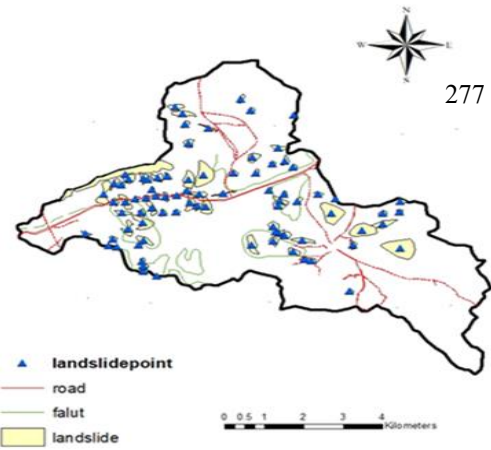 N
W E
S
277
landslidepoint
road
falut
landslide
0 0.5 1 2 3 4
Kilometers